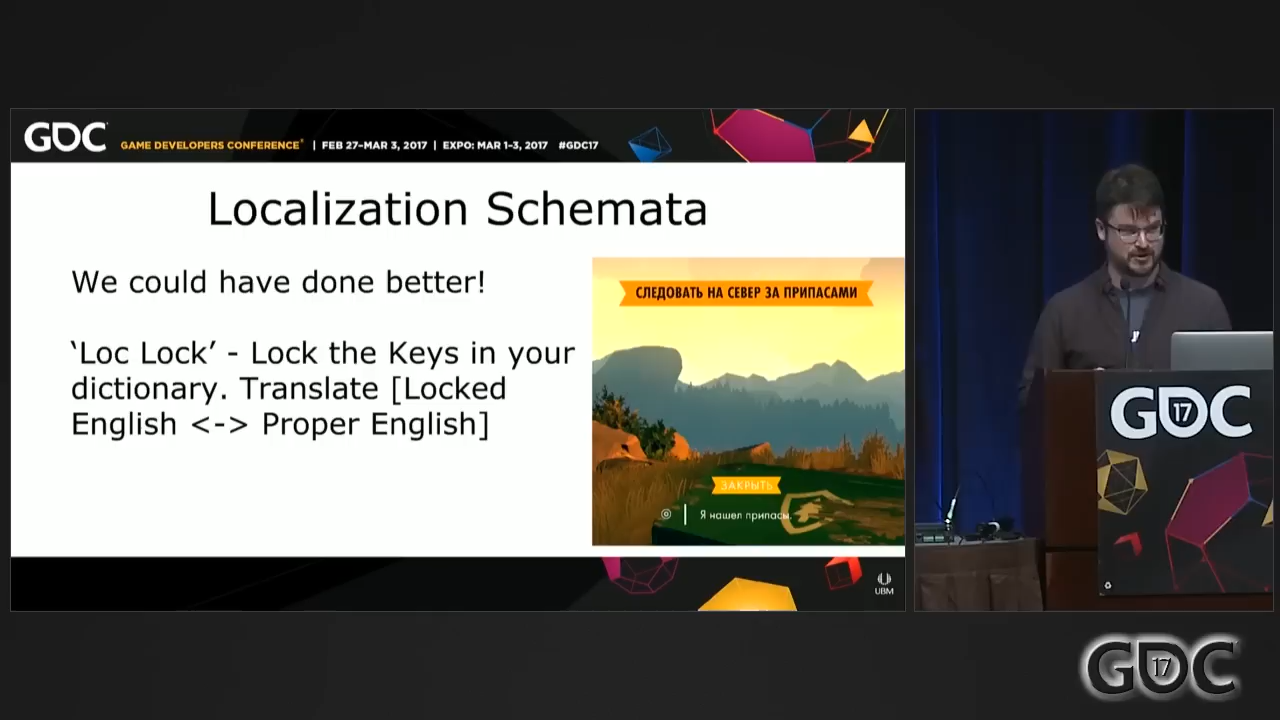 GDC GAME DEVELOPERS CONFERENCE® | FEB 27–MAR 3, 2017 | EXPO: MAR 1–3, 2017 #GDC17
Localization Schemata
We could have done better!
‘Loc Lock’ - Lock the Keys in your
dictionary. Translate [Locked
English <-> Proper English]
СЛЕДОВАТЬ НА СЕВЕР ЗА ПРИПАСАМИ
ЗАКРЫТЬ
Я нашел припасы.
UBM
GDC
17
GDC
17